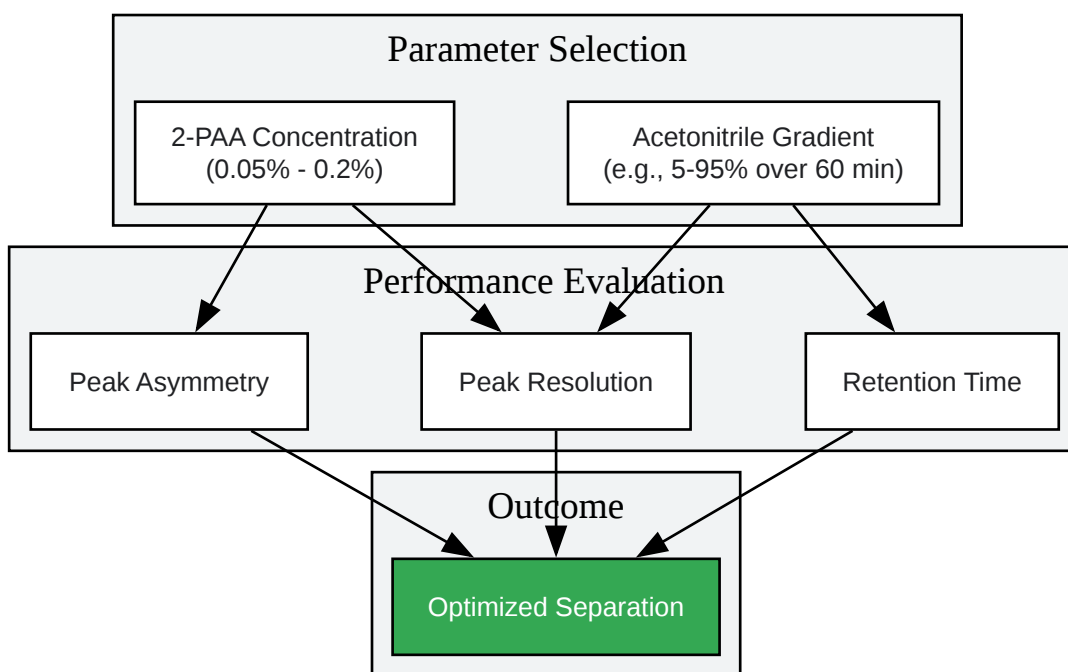 Parameter Selection
2-PAA Concentration
(0.05% - 0.2%)
Acetonitrile Gradient
(e.g., 5-95% over 60 min)
Performance Evaluation
Peak Asymmetry
Peak Resolution
Retention Time
Outcome
Optimized Separation